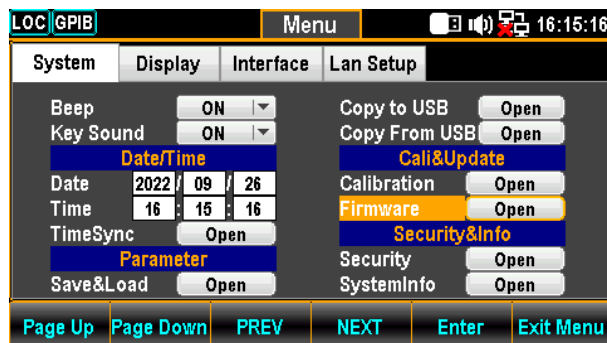 LOC GPIB Menu 16:15:16
System Display Interface Lan Setup
Beep ON Copy to USB Open
Key Sound ON Copy From USB Open
Date/Time Cali&Update
Date 2022 / 09 / 26 Calibration Open
Time 16 : 15 : 16 Firmware Open
TimeSync Open Security&Info
Parameter Security Open
Save&Load Open SystemInfo Open
Page Up Page Down PREV NEXT Enter Exit Menu